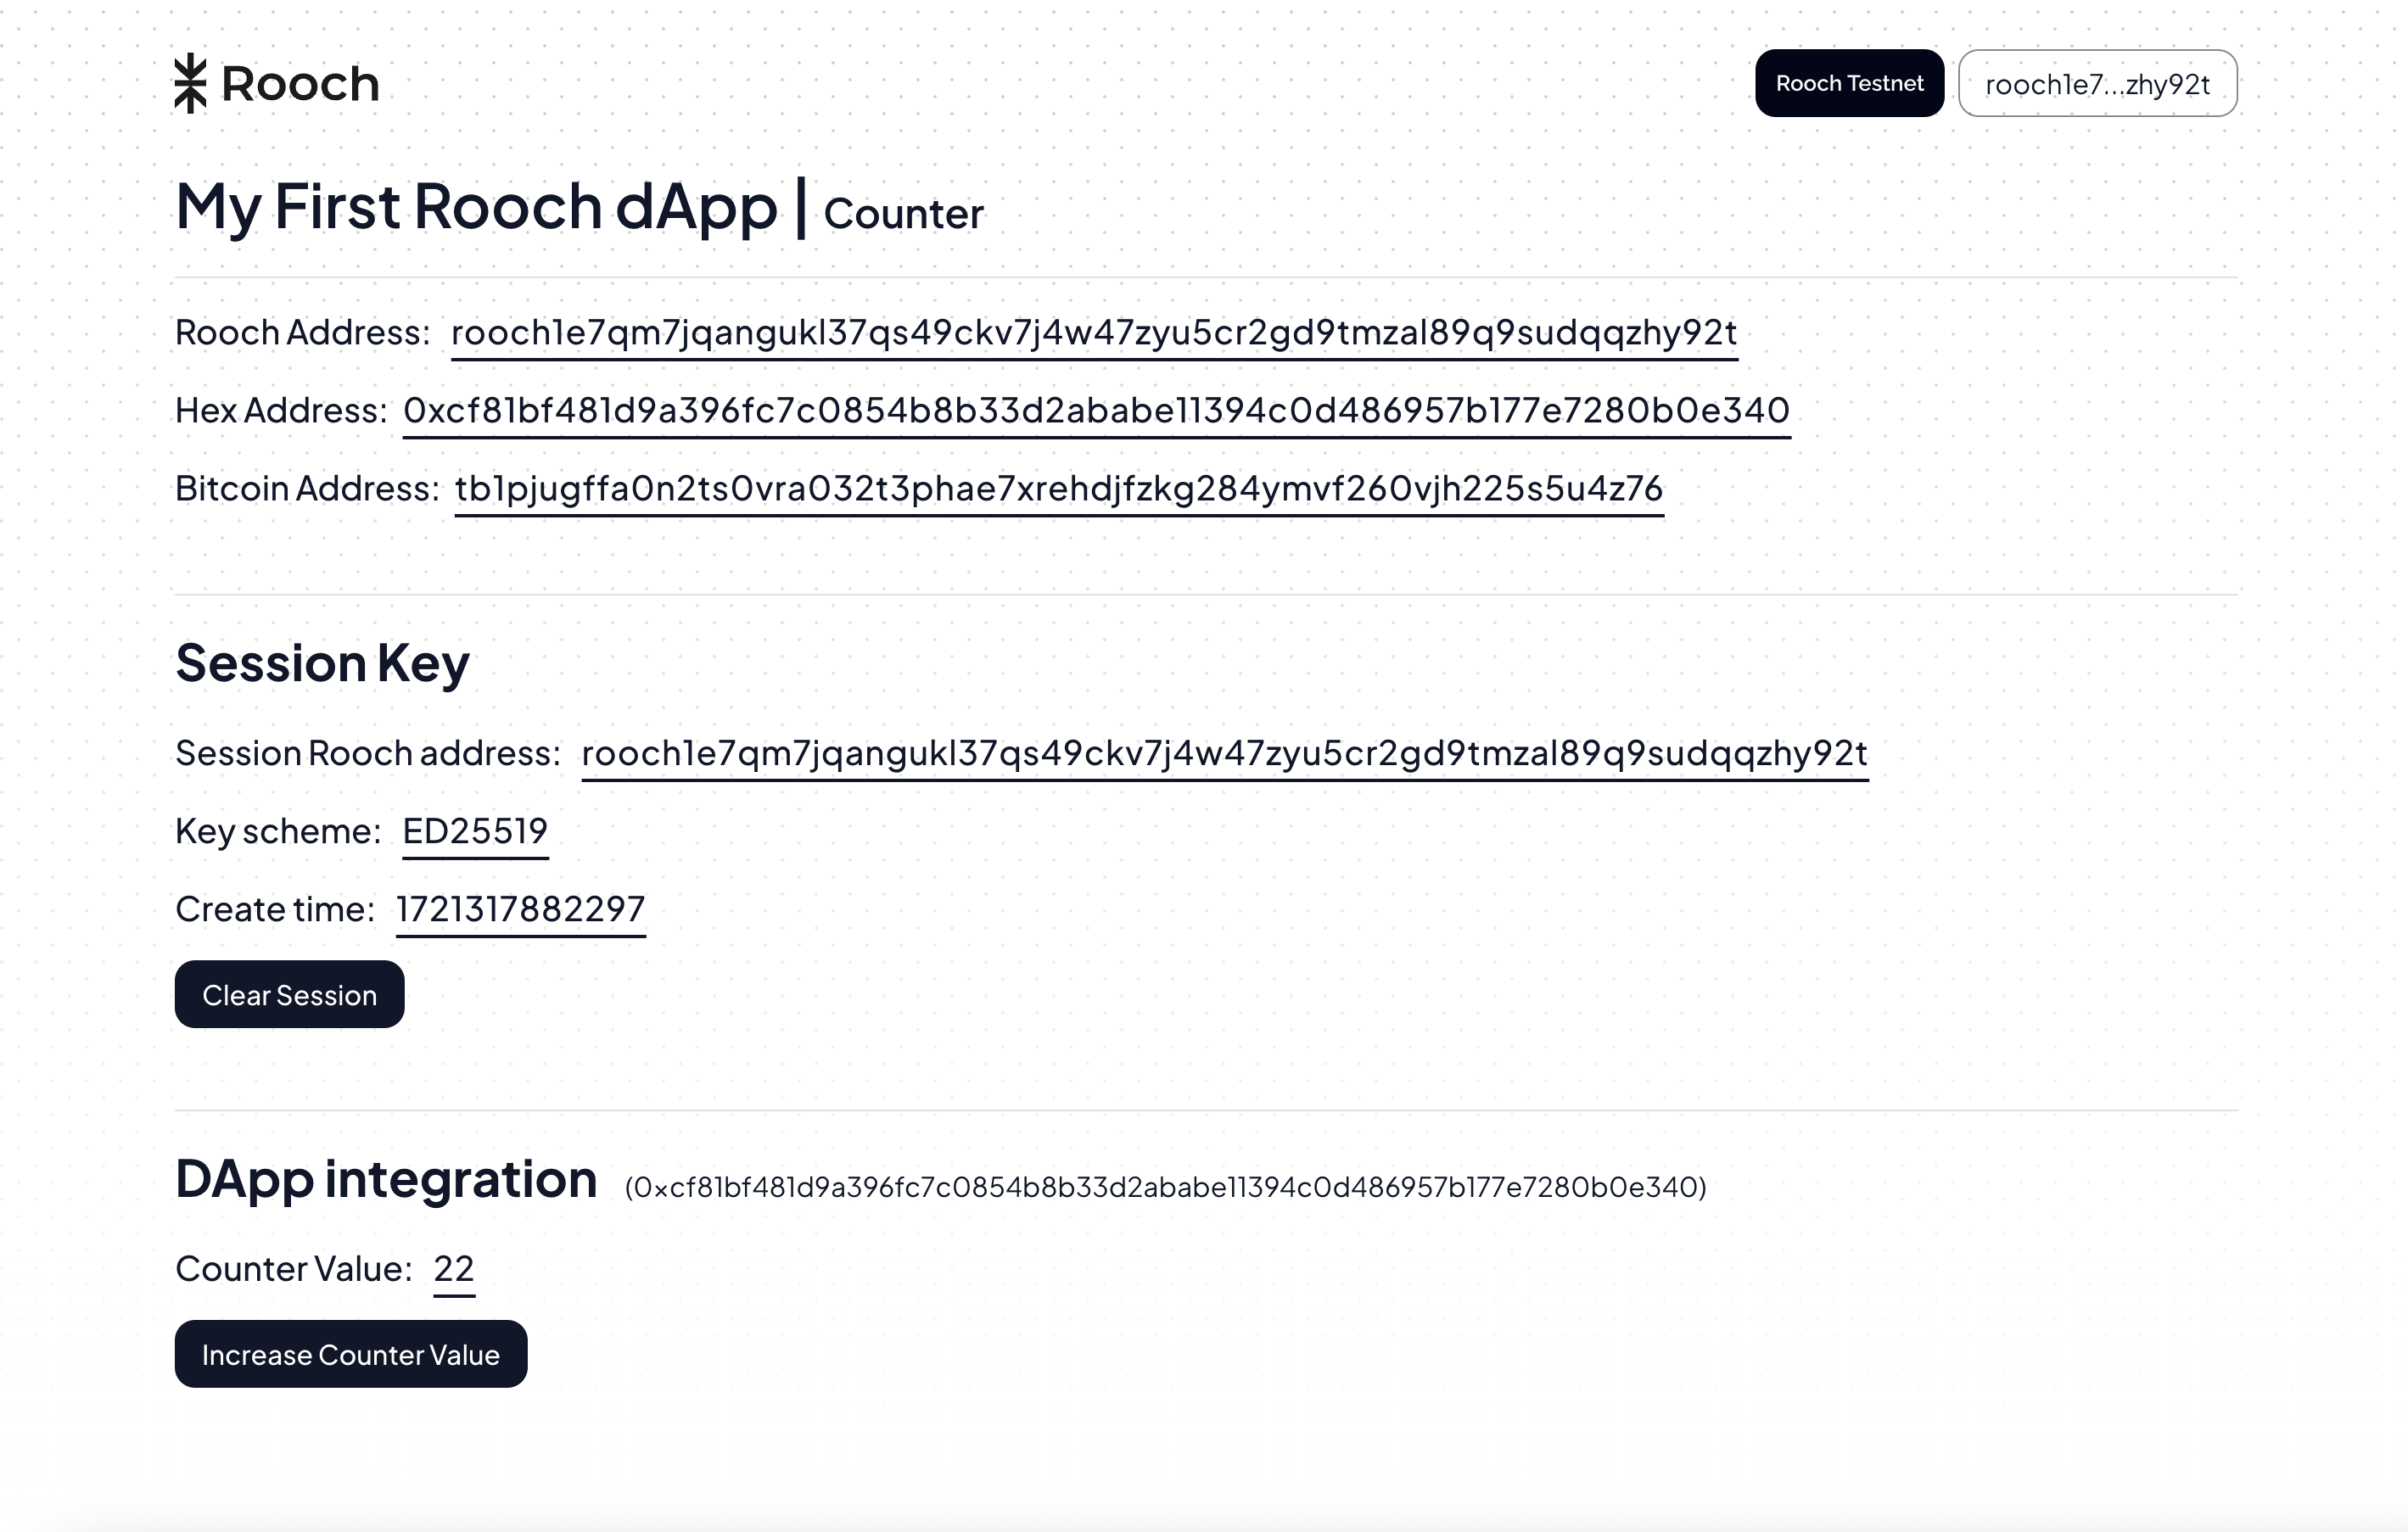 Rooch
Rooch Testnet
rooch1e7...zhy92t
My First Rooch dApp | Counter
Rooch Address: rooch1e7qm7jqangukl37qs49ckv7j4w47zyu5cr2gd9tmzal89q9sudqqzhy92t
Hex Address: 0xcf81bf481d9a396fc7c0854b8b33d2ababe11394c0d486957b177e7280b0e340
Bitcoin Address: tb1pjugffa0n2ts0vra032t3phae7xrehdjfzkg284ymvf260vjh225s5u4z76
Session Key
Session Rooch address: rooch1e7qm7jqangukl37qs49ckv7j4w47zyu5cr2gd9tmzal89q9sudqqzhy92t
Key scheme: ED25519
Create time: 1721317882297
Clear Session
DApp integration (0xcf81bf481d9a396fc7c0854b8b33d2ababe11394c0d486957b177e7280b0e340)
Counter Value: 22
Increase Counter Value